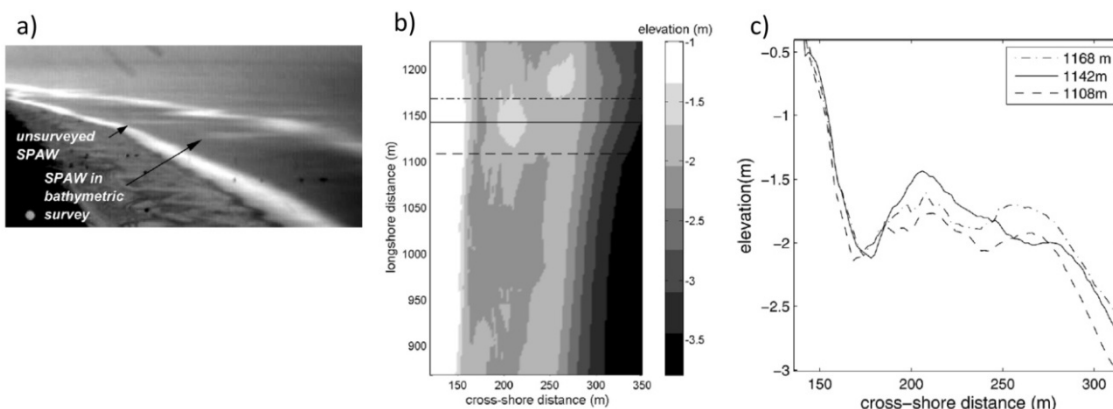 a)
unsurveyed
SPAW
SPAW in
bathymetric
survey
b)
elevation (m)
-1
-1.5
-2
-2.5
-3
-3.5
1200
1150
1100
1050
1000
950
900
longshore distance (m)
150
200
250
300
350
cross-shore distance (m)
c)
1168 m
1142m
1108m
-0.5
-1
-1.5
-2
-2.5
-3
elevation(m)
150
200
250
300
cross-shore distance (m)